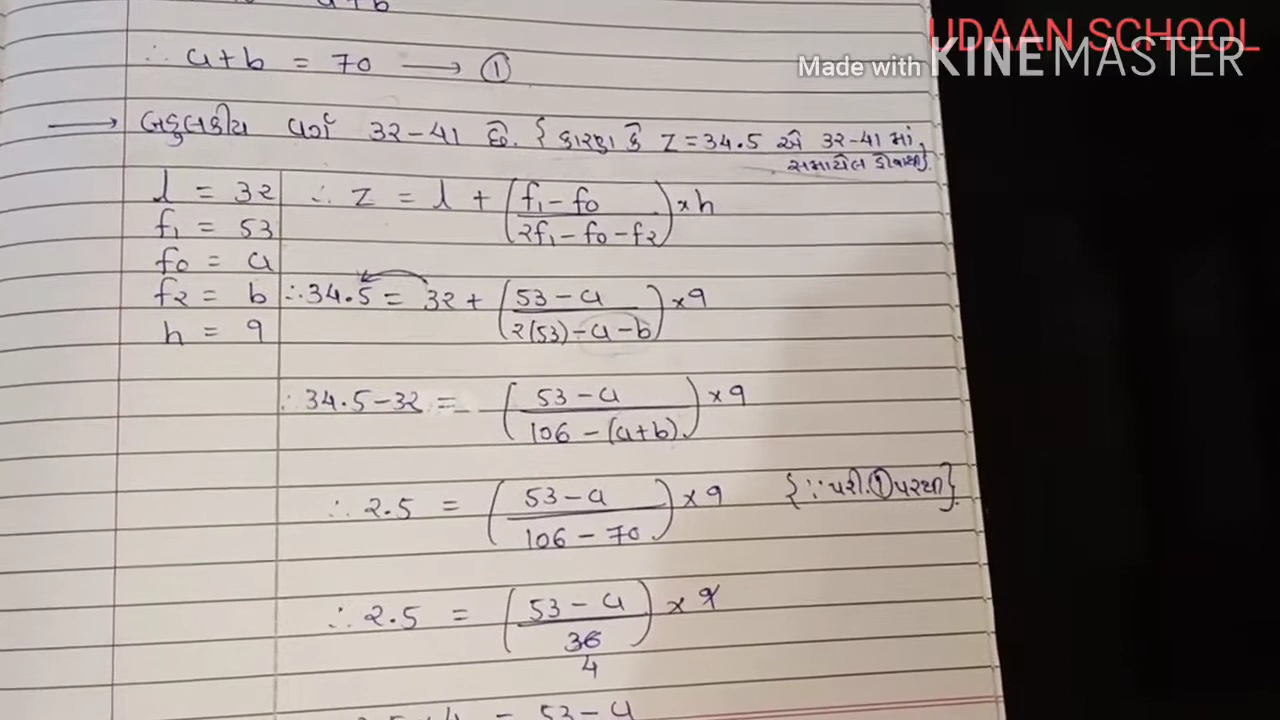 UDAAN SCHOOL
Made with KINEMASTER
a+b
∴ a+b = 70 → ①
→ બહુલકીય વર્ગ 32-41 છે. {કારણ કે Z=34.5 એ 32-41 માં
સમાયેલ હોવાથી}
l = 32
f₁ = 53
f₀ = a
f₂ = b
h = 9
∴ Z = l + (f₁-f₀ / 2f₁-f₀-f₂) × h
∴ 34.5 = 32 + (53-a / 2(53)-a-b) × 9
∴ 34.5-32 = (53-a / 106-(a+b)) × 9
∴ 2.5 = (53-a / 106-70) × 9 {∵ પરી.① પરથી}
∴ 2.5 = (53-a / 36) × 9
4
= 53-a